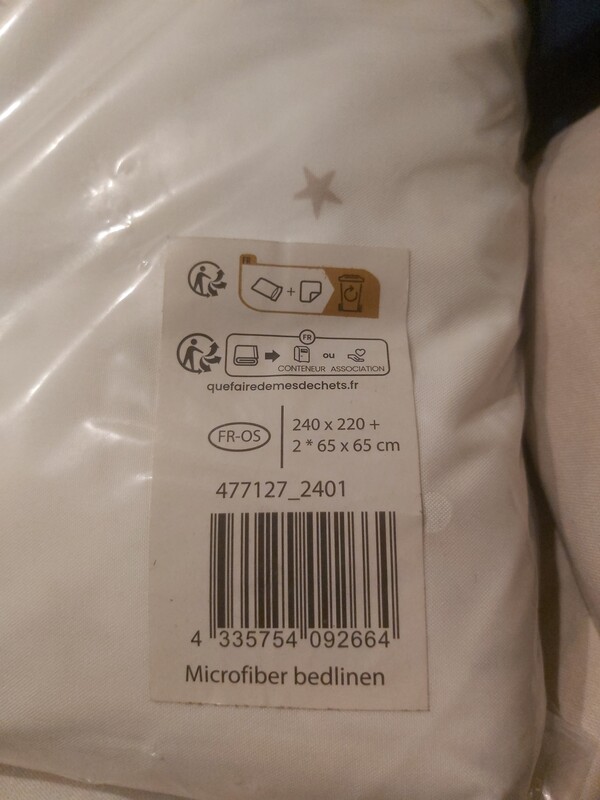 FR
+
FR
ou
CONTENEUR ASSOCIATION
quefairedemesdechets.fr
FR-OS
240 x 220 +
2 * 65 x 65 cm
477127_2401
4 335754 092664
Microfiber bedlinen